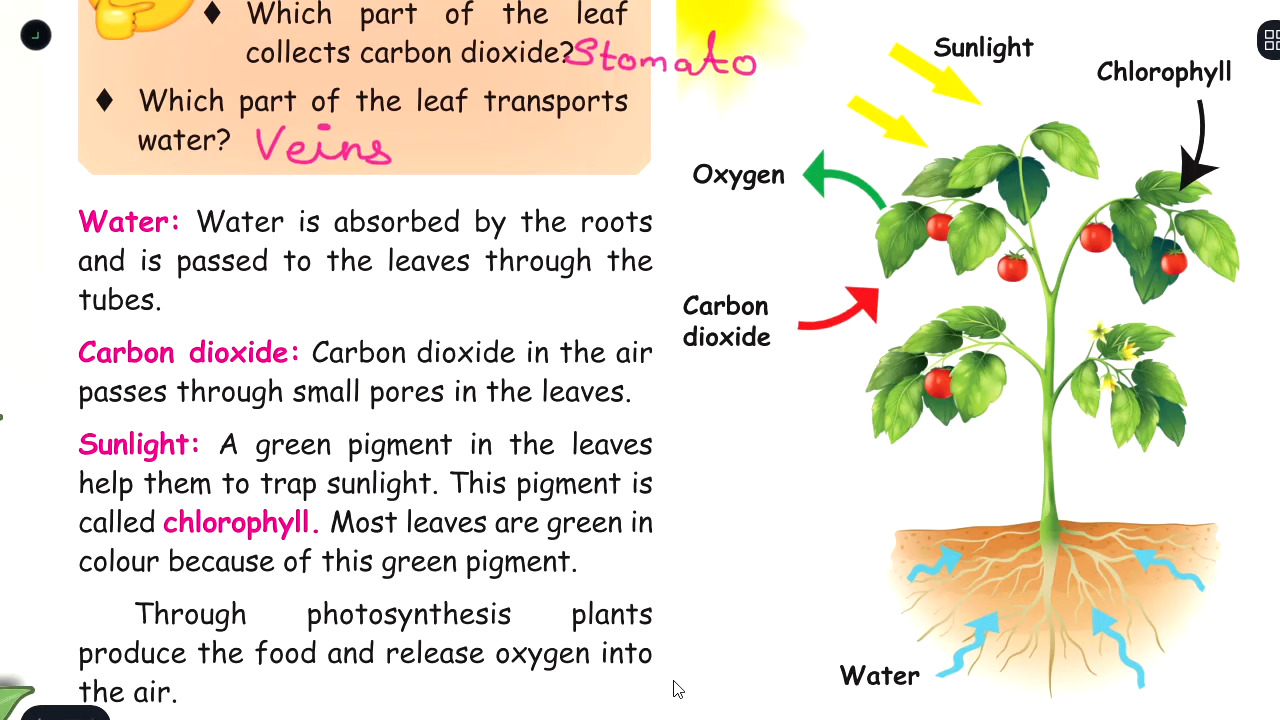 ♦ Which part of the leaf
collects carbon dioxide? Stomato
♦ Which part of the leaf transports
water? Veins
Water: Water is absorbed by the roots
and is passed to the leaves through the
tubes.
Carbon dioxide: Carbon dioxide in the air
passes through small pores in the leaves.
Sunlight: A green pigment in the leaves
help them to trap sunlight. This pigment is
called chlorophyll. Most leaves are green in
colour because of this green pigment.
Through photosynthesis plants
produce the food and release oxygen into
the air.
Sunlight
Chlorophyll
Oxygen
Carbon
dioxide
Water